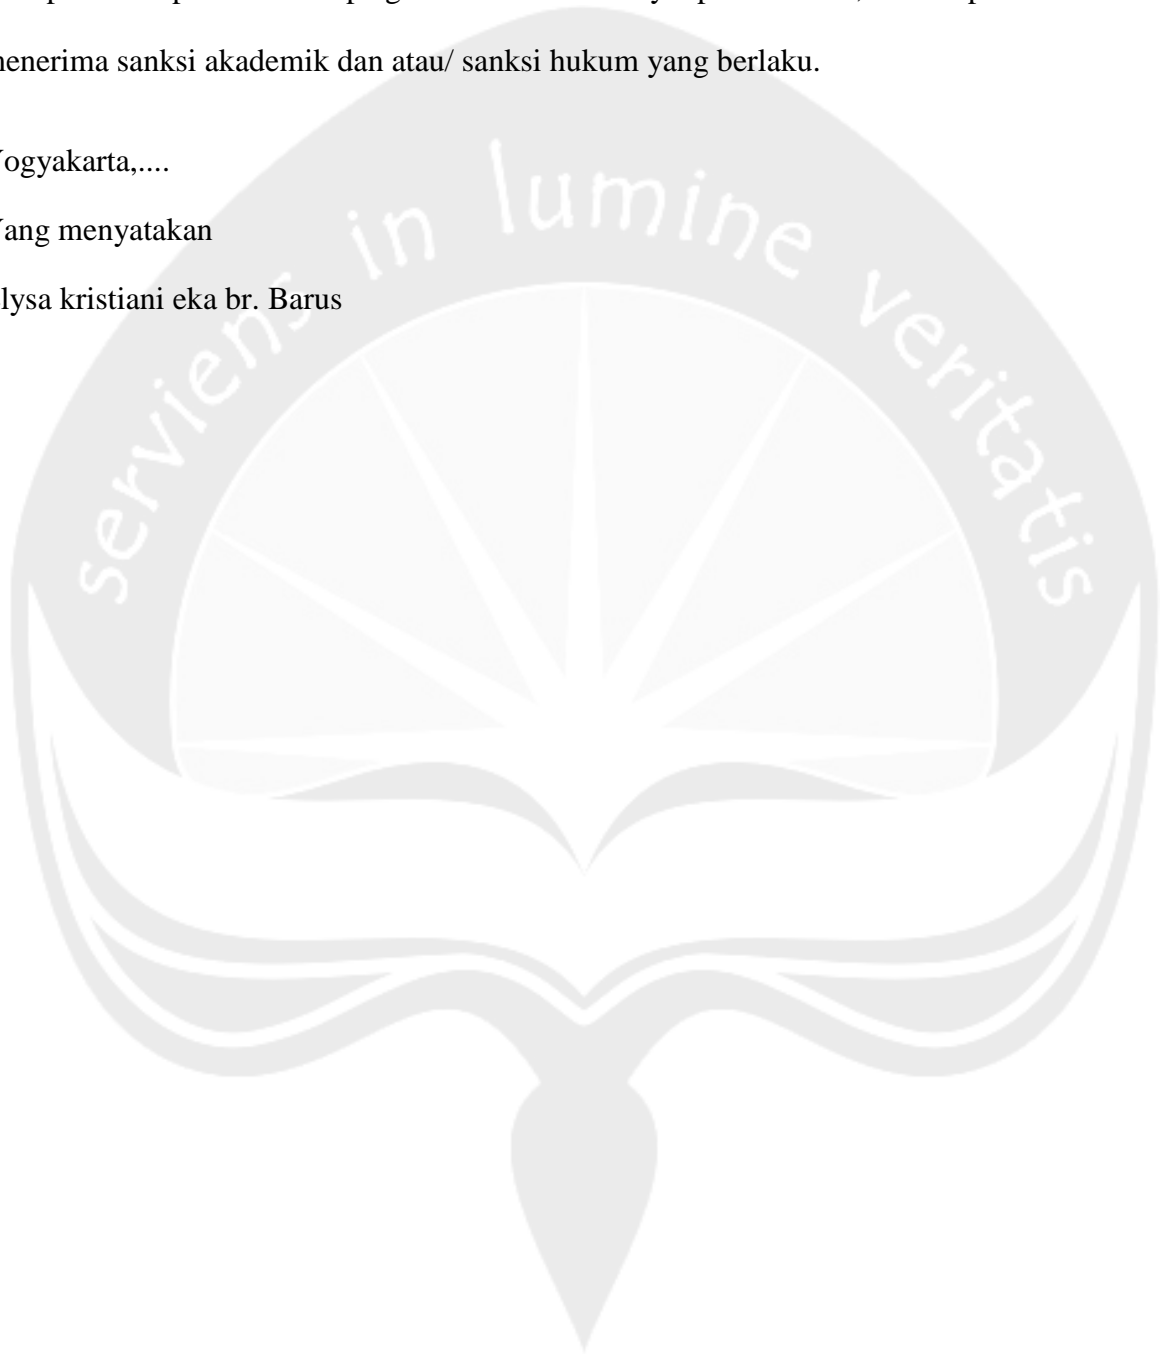 menerima sanksi akademik dan atau/ sanksi hukum yang berlaku.
Yogyakarta,....
Yang menyatakan
lysa kristiani eka br. Barus
serviens in lumine veritatis